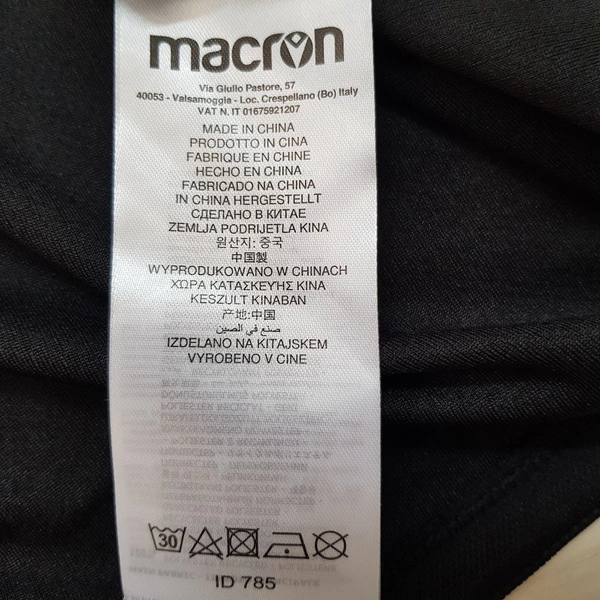 macron
Via Giulio Pastore, 57
40053 - Valsamoggia - Loc. Crespellano (Bo) Italy
VAT N. IT 01675921207
MADE IN CHINA
PRODOTTO IN CINA
FABRIQUE EN CHINE
HECHO EN CHINA
FABRICADO NA CHINA
IN CHINA HERGESTELLT
СДЕЛАНО В КИТАЕ
ZEMLJA PODRIJETLA KINA
원산지: 중국
中国製
WYPRODUKOWANO W CHINACH
ΧΩΡΑ ΚΑΤΑΣΚΕΥΗΣ ΚΙΝΑ
KESZULT KINABAN
产地:中国
صنع في الصين
IZDELANO NA KITAJSKEM
VYROBENO V CINE
30
ID 785